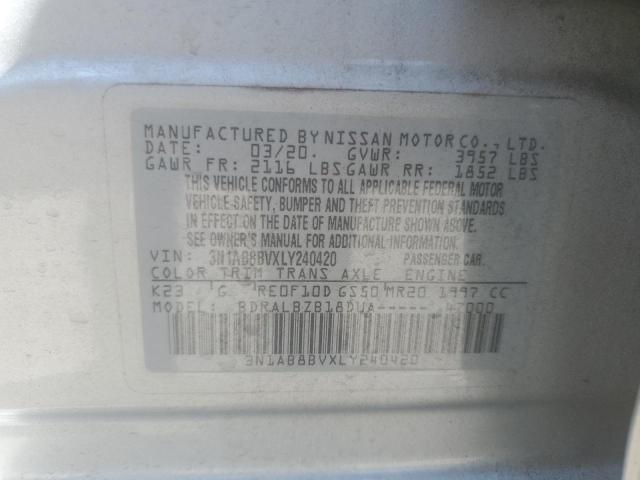 MANUFACTURED BY NISSAN MOTOR CO., LTD.
DATE: 03/20. GVWR: 3957 LBS
GAWR FR: 2116 LBS GAWR RR: 1852 LBS
THIS VEHICLE CONFORMS TO ALL APPLICABLE FEDERAL MOTOR
VEHICLE SAFETY, BUMPER AND THEFT PREVENTION STANDARDS
IN EFFECT ON THE DATE OF MANUFACTURE SHOWN ABOVE.
SEE OWNER'S MANUAL FOR ADDITIONAL INFORMATION.
VIN: 3N1AB8BVXLY240420 PASSENGER CAR.
COLOR TRIM TRANS AXLE ENGINE
K23 G RE0F10D GS50 MR20 1997 CC
MODEL: BDRALBZB18DUA----- 47000
3N1AB8BVXLY240420